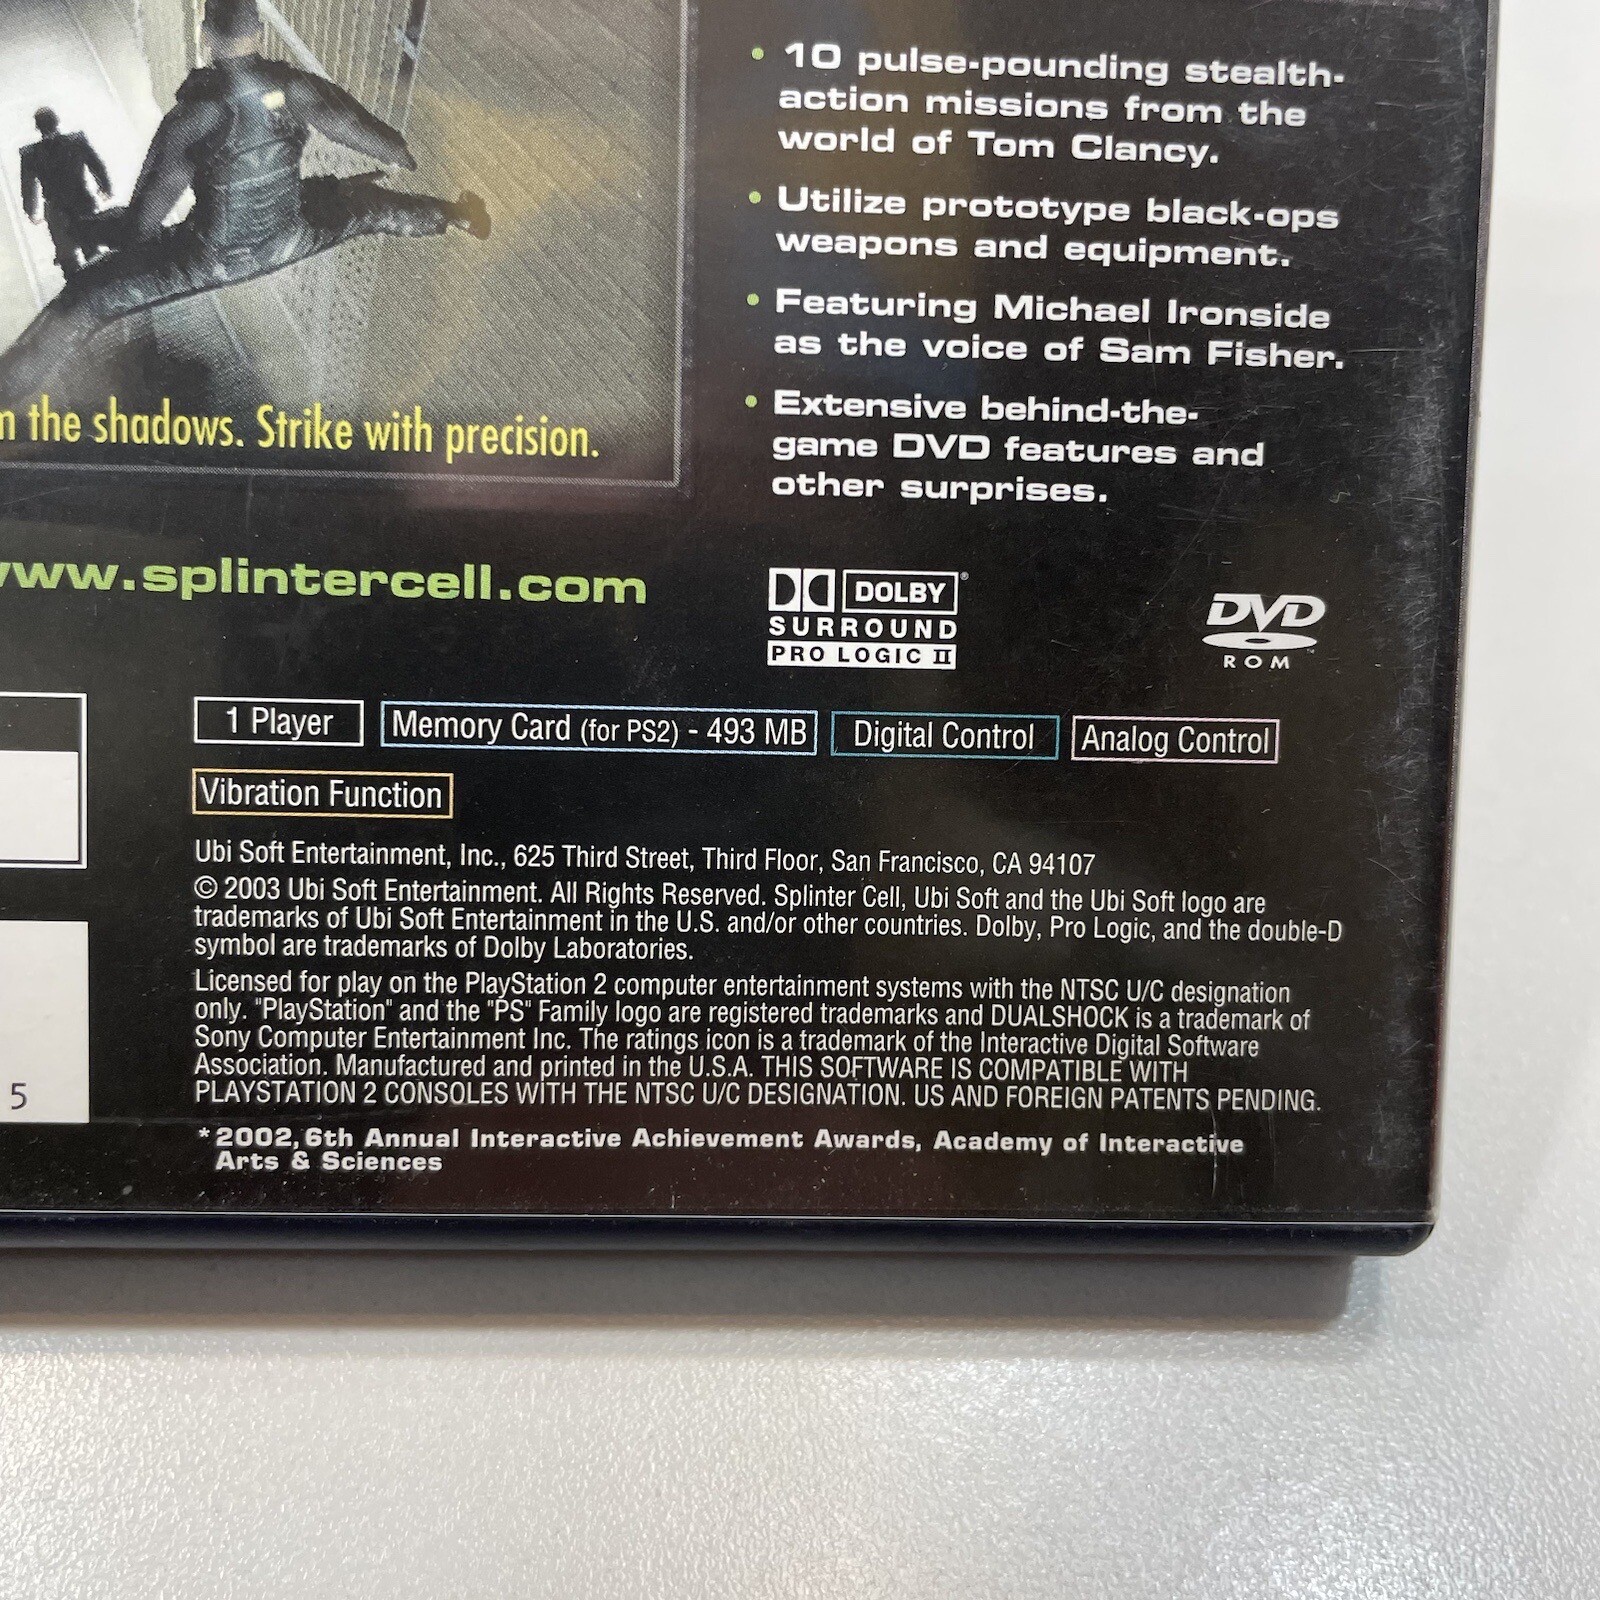 10 pulse-pounding stealth-
action missions from the
world of Tom Clancy.
Utilize prototype black-ops
weapons and equipment.
Featuring Michael Ironside
as the voice of Sam Fisher.
Extensive behind-the-
game DVD features and
other surprises.
the shadows. Strike with precision.
www.splintercell.com
DOLBY®
SURROUND
PRO LOGIC II
DVD
ROM
1 Player
Memory Card (for PS2) - 493 MB
Digital Control
Analog Control
Vibration Function
Ubi Soft Entertainment, Inc., 625 Third Street, Third Floor, San Francisco, CA 94107
© 2003 Ubi Soft Entertainment. All Rights Reserved. Splinter Cell, Ubi Soft and the Ubi Soft logo are
trademarks of Ubi Soft Entertainment in the U.S. and/or other countries. Dolby, Pro Logic, and the double-D
symbol are trademarks of Dolby Laboratories.
Licensed for play on the PlayStation 2 computer entertainment systems with the NTSC U/C designation
only. "PlayStation" and the "PS" Family logo are registered trademarks and DUALSHOCK is a trademark of
Sony Computer Entertainment Inc. The ratings icon is a trademark of the Interactive Digital Software
Association. Manufactured and printed in the U.S.A. THIS SOFTWARE IS COMPATIBLE WITH
PLAYSTATION 2 CONSOLES WITH THE NTSC U/C DESIGNATION. US AND FOREIGN PATENTS PENDING.
5
*2002, 6th Annual Interactive Achievement Awards, Academy of Interactive
Arts & Sciences